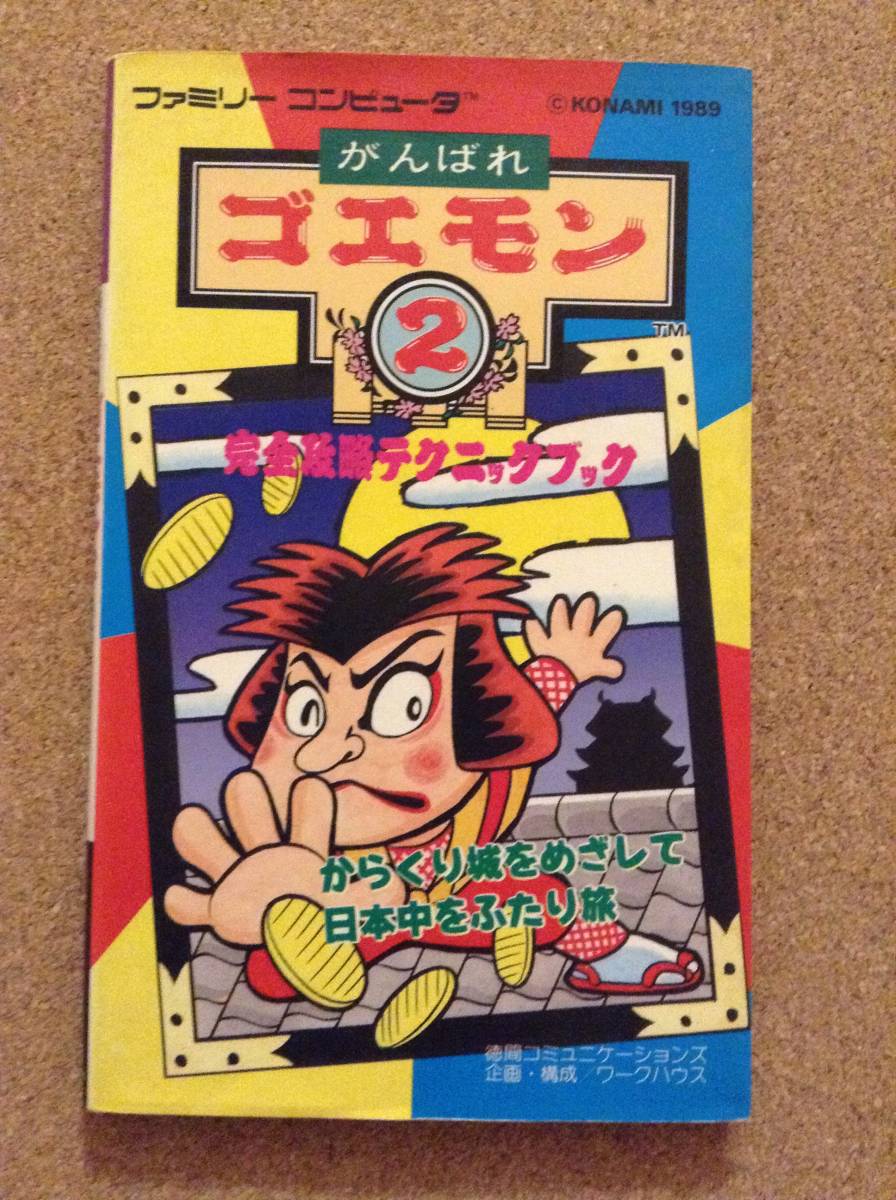 ファミリー コンピュータ™
©KONAMI 1989
がんばれ
ゴエモン
2
TM
完全攻略テクニックブック
からくり城をめざして
日本中をふたり旅
徳間コミュニケーションズ
企画・構成/ワークハウス